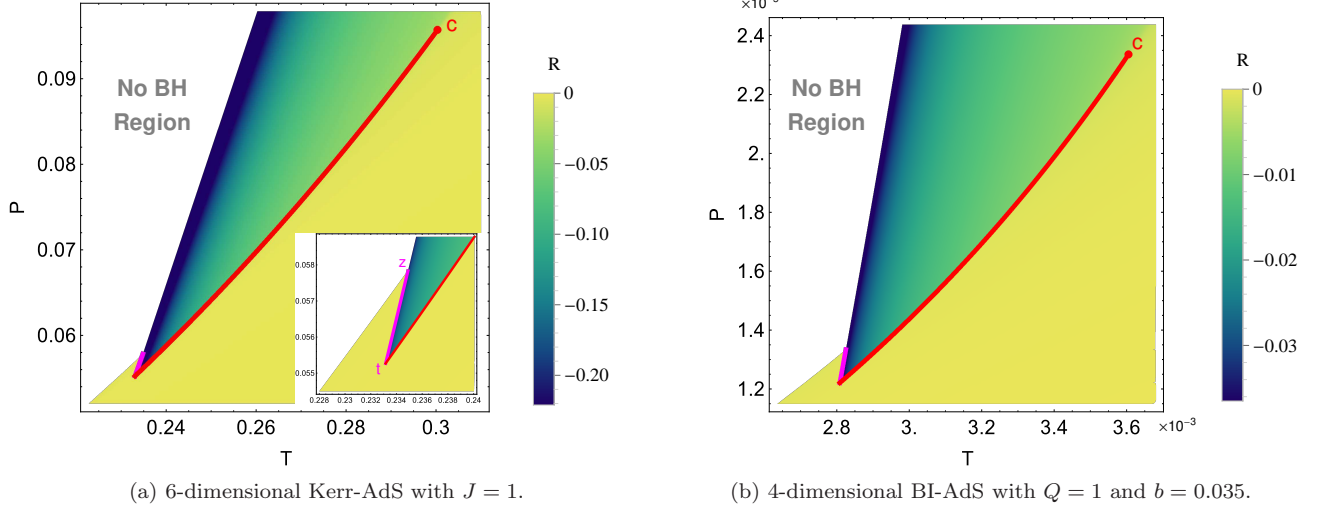 C
No BH
Region
P
0.09
0.08
0.07
0.06
0.24
0.26
0.28
0.3
T
z
t
0.058
0.057
0.056
0.055
0.228
0.23
0.232
0.234
0.236
0.238
0.24
R
0
−0.05
−0.10
−0.15
−0.20
(a) 6-dimensional Kerr-AdS with J = 1.
C
No BH
Region
P
2.4
2.2
2.
1.8
1.6
1.4
1.2
2.8
3.
3.2
3.4
3.6
×10⁻³
T
R
0
−0.01
−0.02
−0.03
(b) 4-dimensional BI-AdS with Q = 1 and b = 0.035.